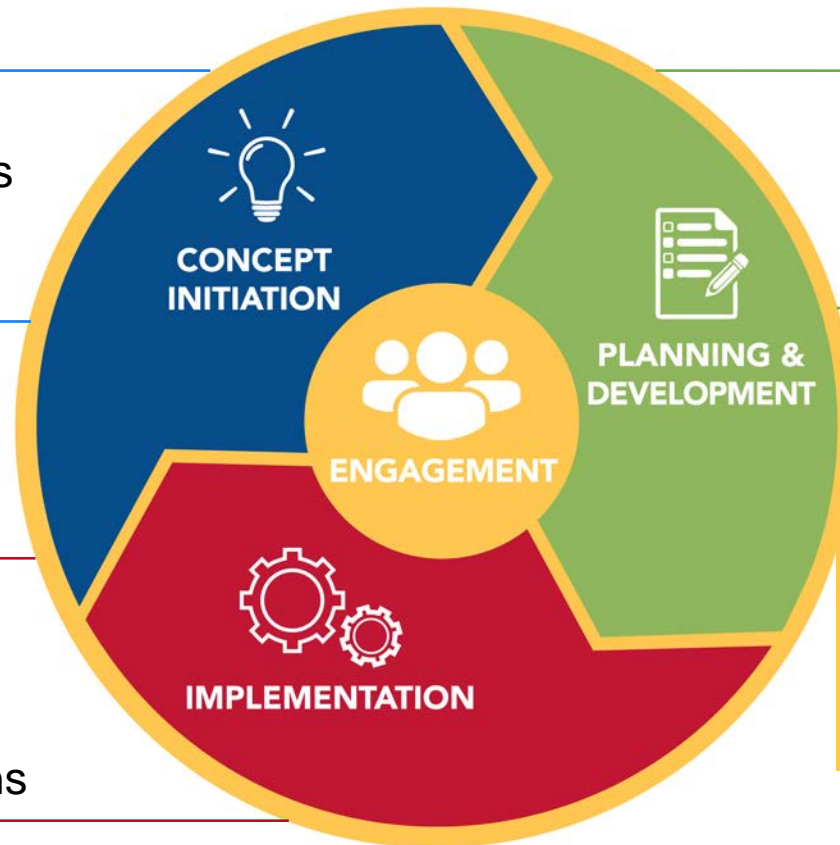 CONCEPT
INITIATION
PLANNING &
DEVELOPMENT
ENGAGEMENT
IMPLEMENTATION